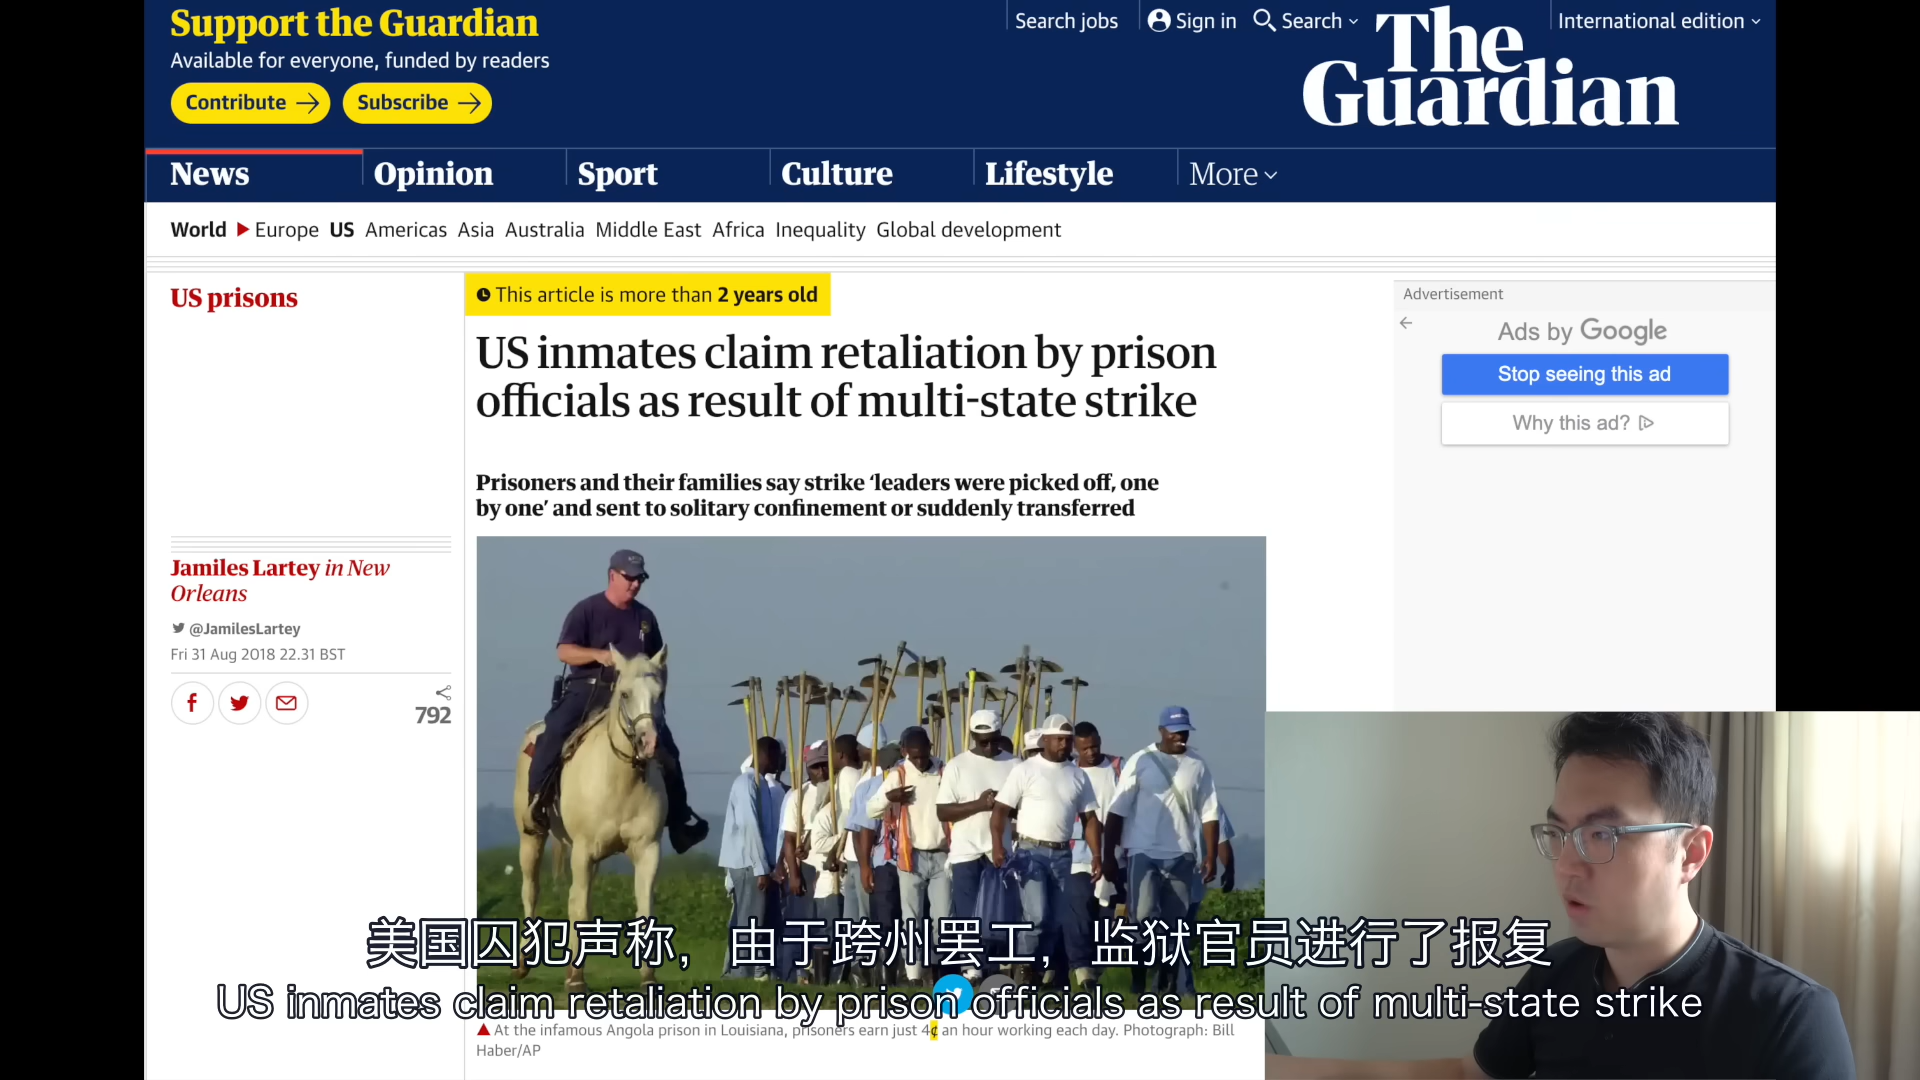 Support the Guardian
Available for everyone, funded by readers
Contribute
Subscribe
Search jobs
Sign in
Search
International edition
The
Guardian
News
Opinion
Sport
Culture
Lifestyle
More
World Europe US Americas Asia Australia Middle East Africa Inequality Global development
US prisons
This article is more than 2 years old
US inmates claim retaliation by prison
officials as result of multi-state strike
Prisoners and their families say strike ‘leaders were picked off, one
by one’ and sent to solitary confinement or suddenly transferred
Jamiles Lartey in New
Orleans
@JamilesLartey
Fri 31 Aug 2018 22.31 BST
792
Advertisement
Ads by Google
Stop seeing this ad
Why this ad?
美国囚犯声称，由于跨州罢工，监狱官员进行了报复
US inmates claim retaliation by prison officials as result of multi-state strike
At the infamous Angola prison in Louisiana, prisoners earn just 4¢ an hour working each day. Photograph: Bill
Haber/AP